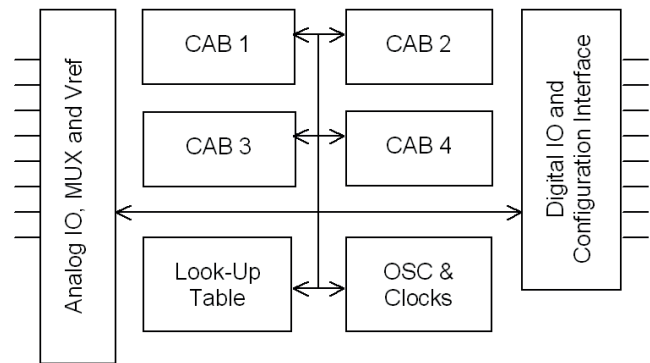 Analog IO, MUX and Vref
CAB 1
CAB 2
CAB 3
CAB 4
Look-Up
Table
OSC &
Clocks
Digital IO and
Configuration Interface